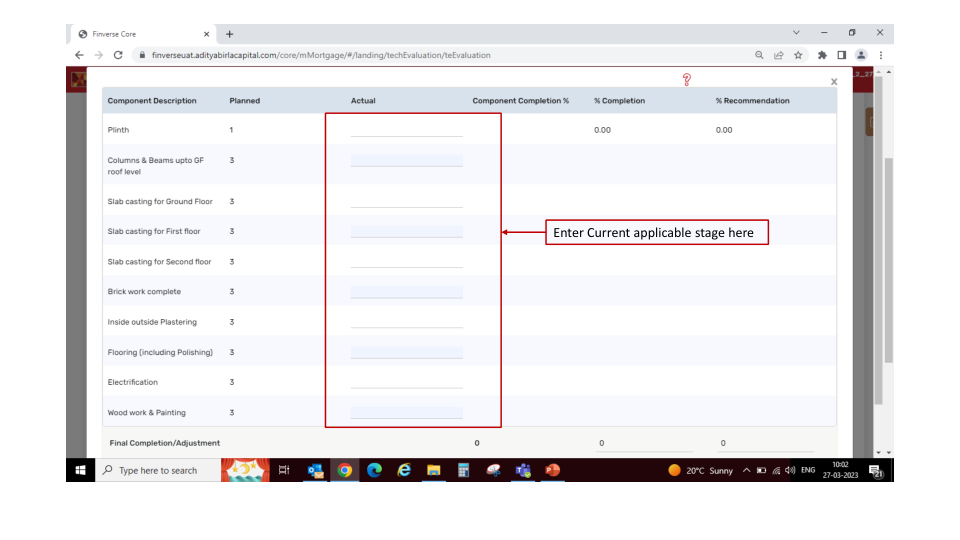 Finverse Core
finverseuat.adityabirlacapital.com/core/mMortgage/#/landing/techEvaluation/teEvaluation
_2_27
?
x
Component Description Planned Actual Component Completion % % Completion % Recommendation
Plinth 1 0.00 0.00
Columns & Beams upto GF 3
roof level
Slab casting for Ground Floor 3
Slab casting for First floor 3
Enter Current applicable stage here
Slab casting for Second floor 3
Brick work complete 3
Inside outside Plastering 3
Flooring (including Polishing) 3
Electrification 3
Wood work & Painting 3
Final Completion/Adjustment 0 0 0
Type here to search
20°C Sunny
ENG
10:02
27-03-2023
21